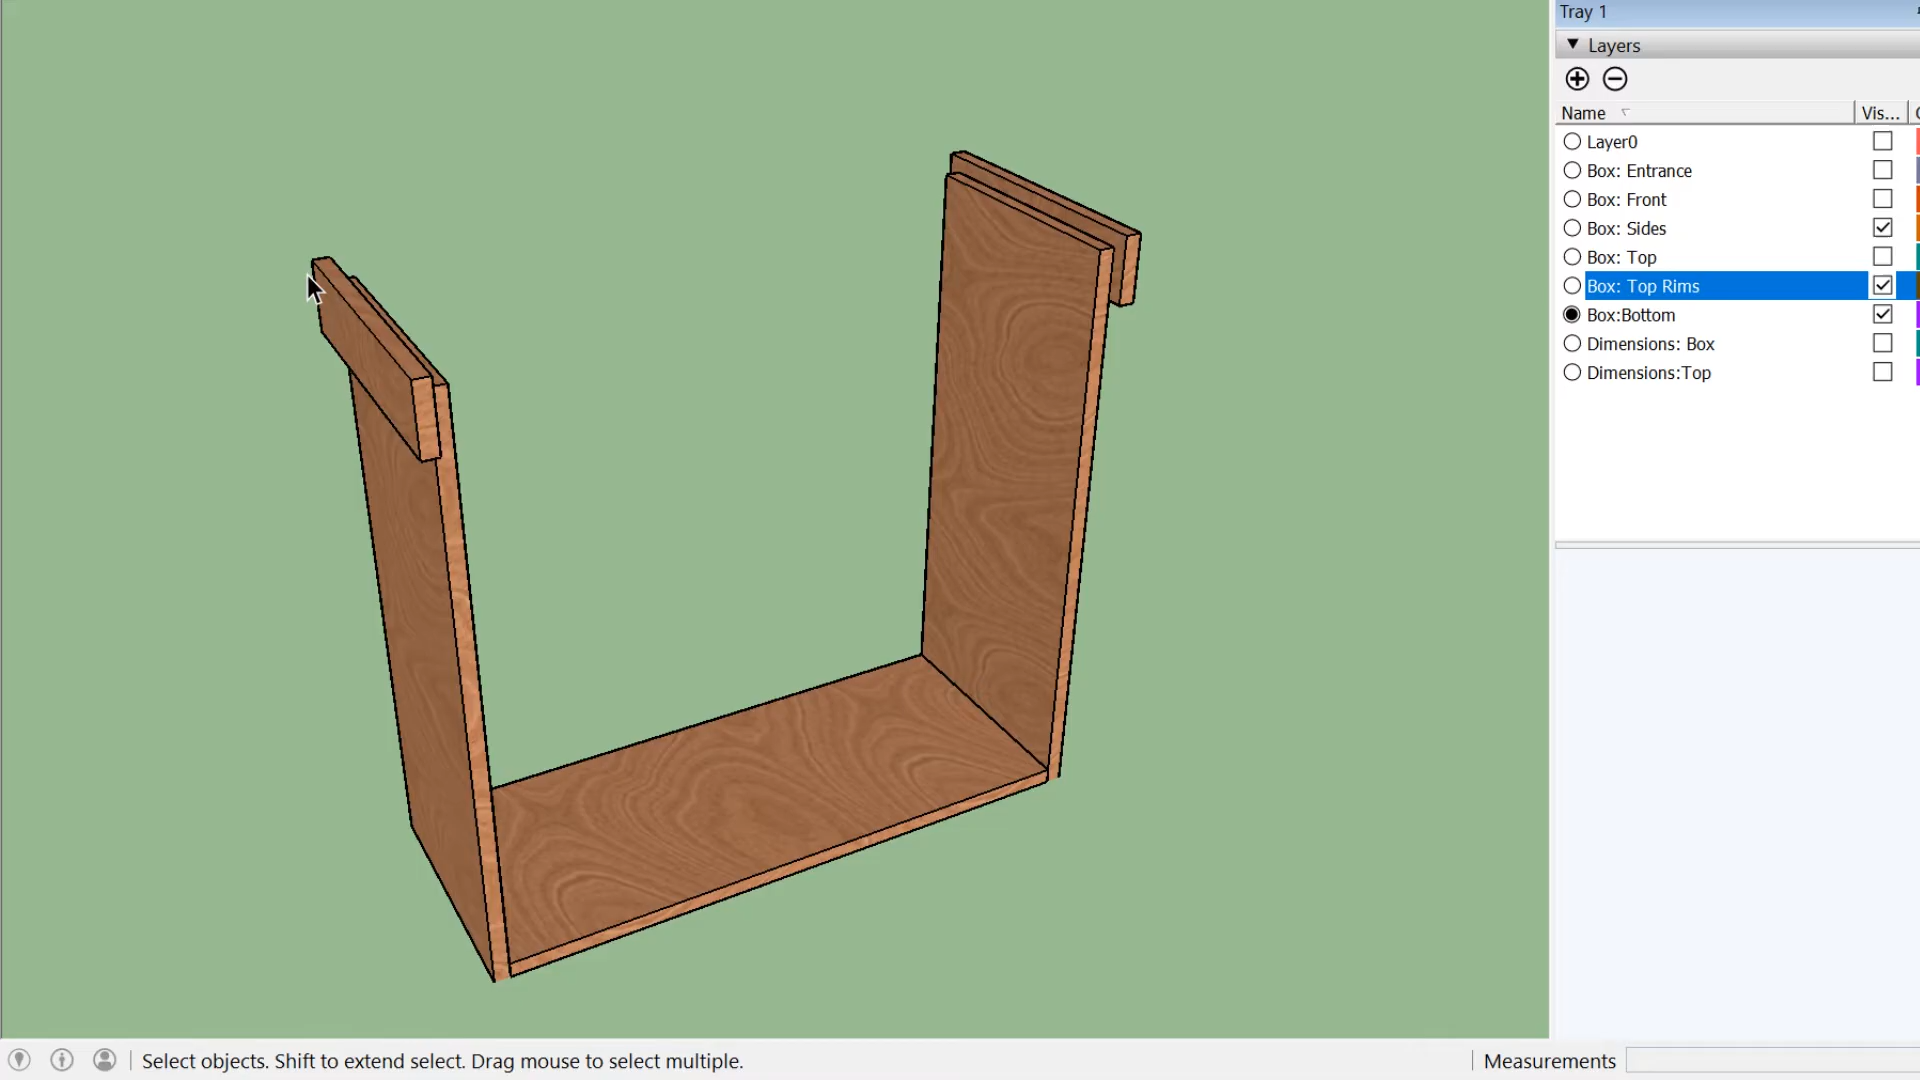 Tray 1
Layers
Name Vis...
Layer0
Box: Entrance
Box: Front
Box: Sides
Box: Top
Box: Top Rims
Box:Bottom
Dimensions: Box
Dimensions:Top
Select objects. Shift to extend select. Drag mouse to select multiple.
Measurements